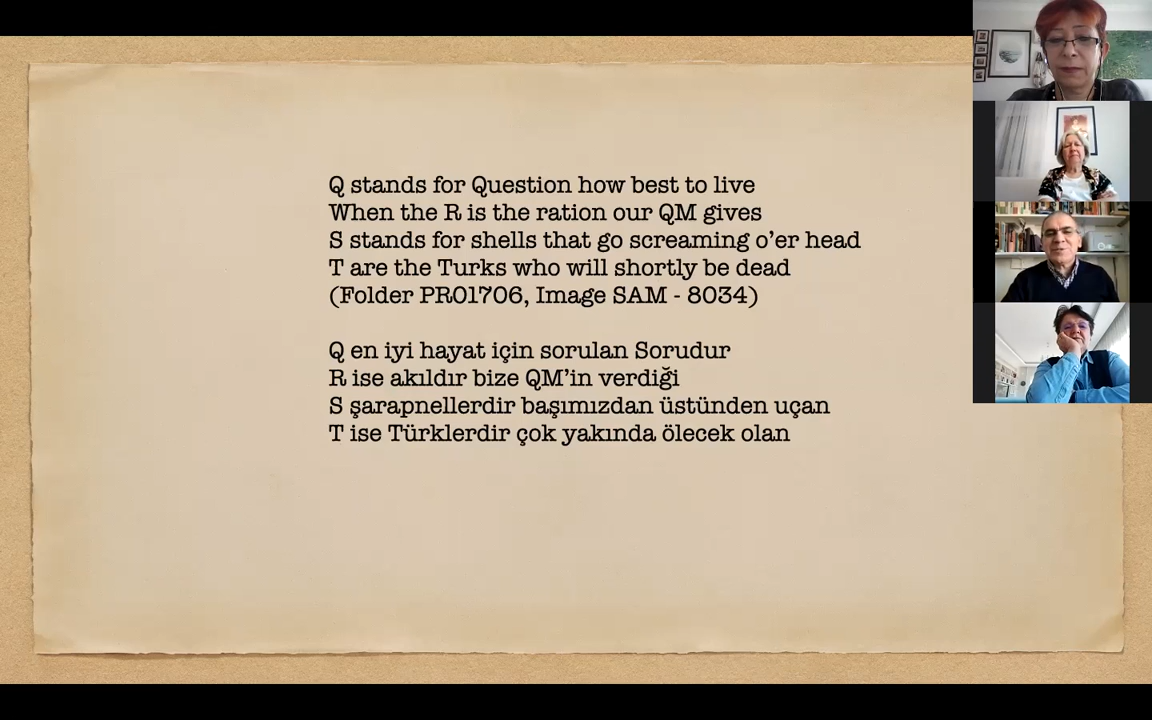 Q stands for Question how best to live
When the R is the ration our QM gives
S stands for shells that go screaming o’er head
T are the Turks who will shortly be dead
(Folder PR01706, Image SAM - 8034)
Q en iyi hayat için sorulan Sorudur
R ise akıldır bize QM’in verdiği
S şarapnellerdir başımızdan üstünden uçan
T ise Türklerdir çok yakında ölecek olan